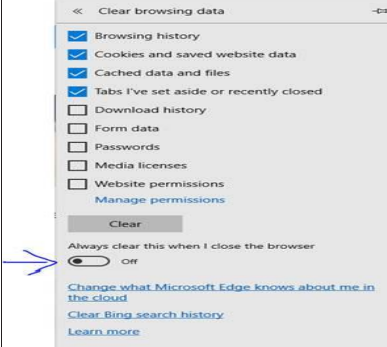 Clear browsing data
Browsing history
Cookies and saved website data
Cached data and files
Tabs I've set aside or recently closed
Download history
Form data
Passwords
Media licenses
Website permissions
Manage permissions
Clear
Always clear this when I close the browser
Off
Change what Microsoft Edge knows about me in
the cloud
Clear Bing search history
Learn more